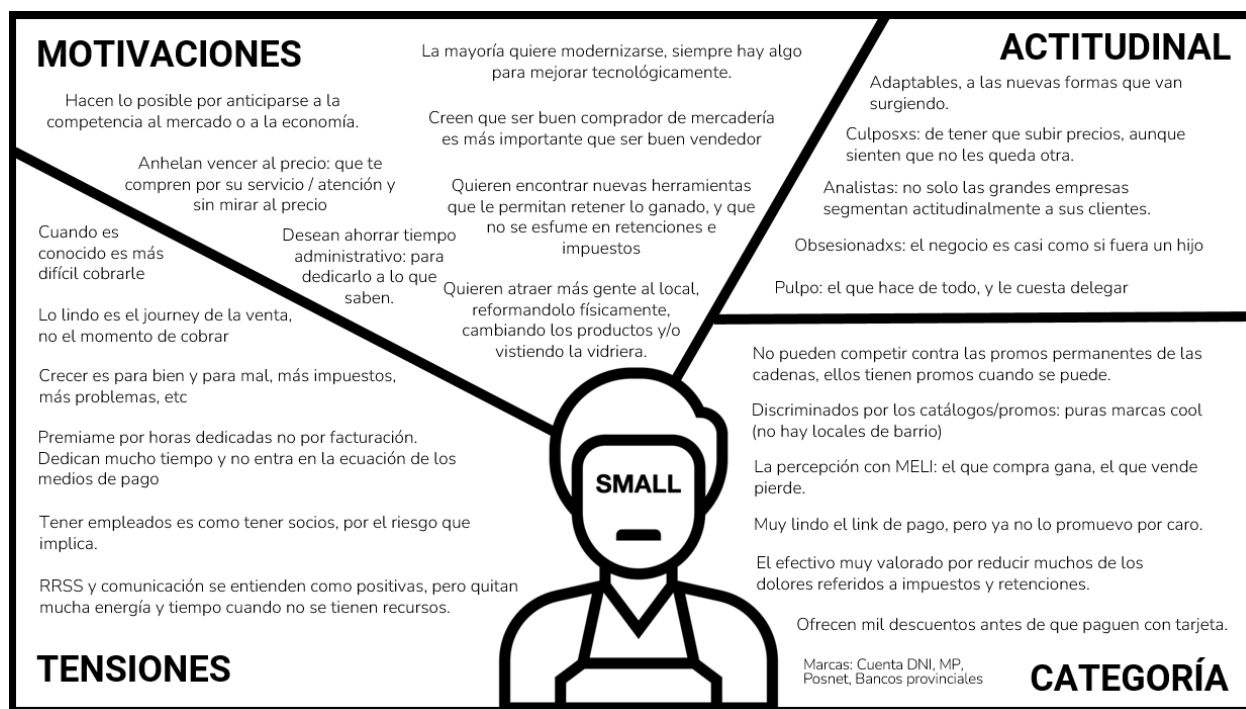 MOTIVACIONES
Hacen lo posible por anticiparse a la
competencia al mercado o a la economía.
Anhelan vencer al precio: que te
compren por su servicio / atención y
sin mirar al precio
Desean ahorrar tiempo
administrativo: para
dedicarlo a lo que
saben.
La mayoría quiere modernizarse, siempre hay algo
para mejorar tecnológicamente.
Creen que ser buen comprador de mercadería
es más importante que ser buen vendedor
Quieren encontrar nuevas herramientas
que le permitan retener lo ganado, y que
no se esfume en retenciones e
impuestos
Quieren atraer más gente al local,
reformandolo físicamente,
cambiando los productos y/o
vistiendo la vidriera.
ACTITUDINAL
Adaptables, a las nuevas formas que van
surgiendo.
Culposxs: de tener que subir precios, aunque
sienten que no les queda otra.
Analistas: no solo las grandes empresas
segmentan actitudinalmente a sus clientes.
Obsesionadxs: el negocio es casi como si fuera un hijo
Pulpo: el que hace de todo, y le cuesta delegar
Cuando es
conocido es más
difícil cobrarle
Lo lindo es el journey de la venta,
no el momento de cobrar
Crecer es para bien y para mal, más impuestos,
más problemas, etc
Premiame por horas dedicadas no por facturación.
Dedican mucho tiempo y no entra en la ecuación de los
medios de pago
Tener empleados es como tener socios, por el riesgo que
implica.
RRSS y comunicación se entienden como positivas, pero quitan
mucha energía y tiempo cuando no se tienen recursos.
TENSIONES
SMALL
No pueden competir contra las promos permanentes de las
cadenas, ellos tienen promos cuando se puede.
Discriminados por los catálogos/promos: puras marcas cool
(no hay locales de barrio)
La percepción con MELI: el que compra gana, el que vende
pierde.
Muy lindo el link de pago, pero ya no lo promuevo por caro.
El efectivo muy valorado por reducir muchos de los
dolores referidos a impuestos y retenciones.
Ofrecen mil descuentos antes de que paguen con tarjeta.
Marcas: Cuenta DNI, MP,
Posnet, Bancos provinciales
CATEGORÍA